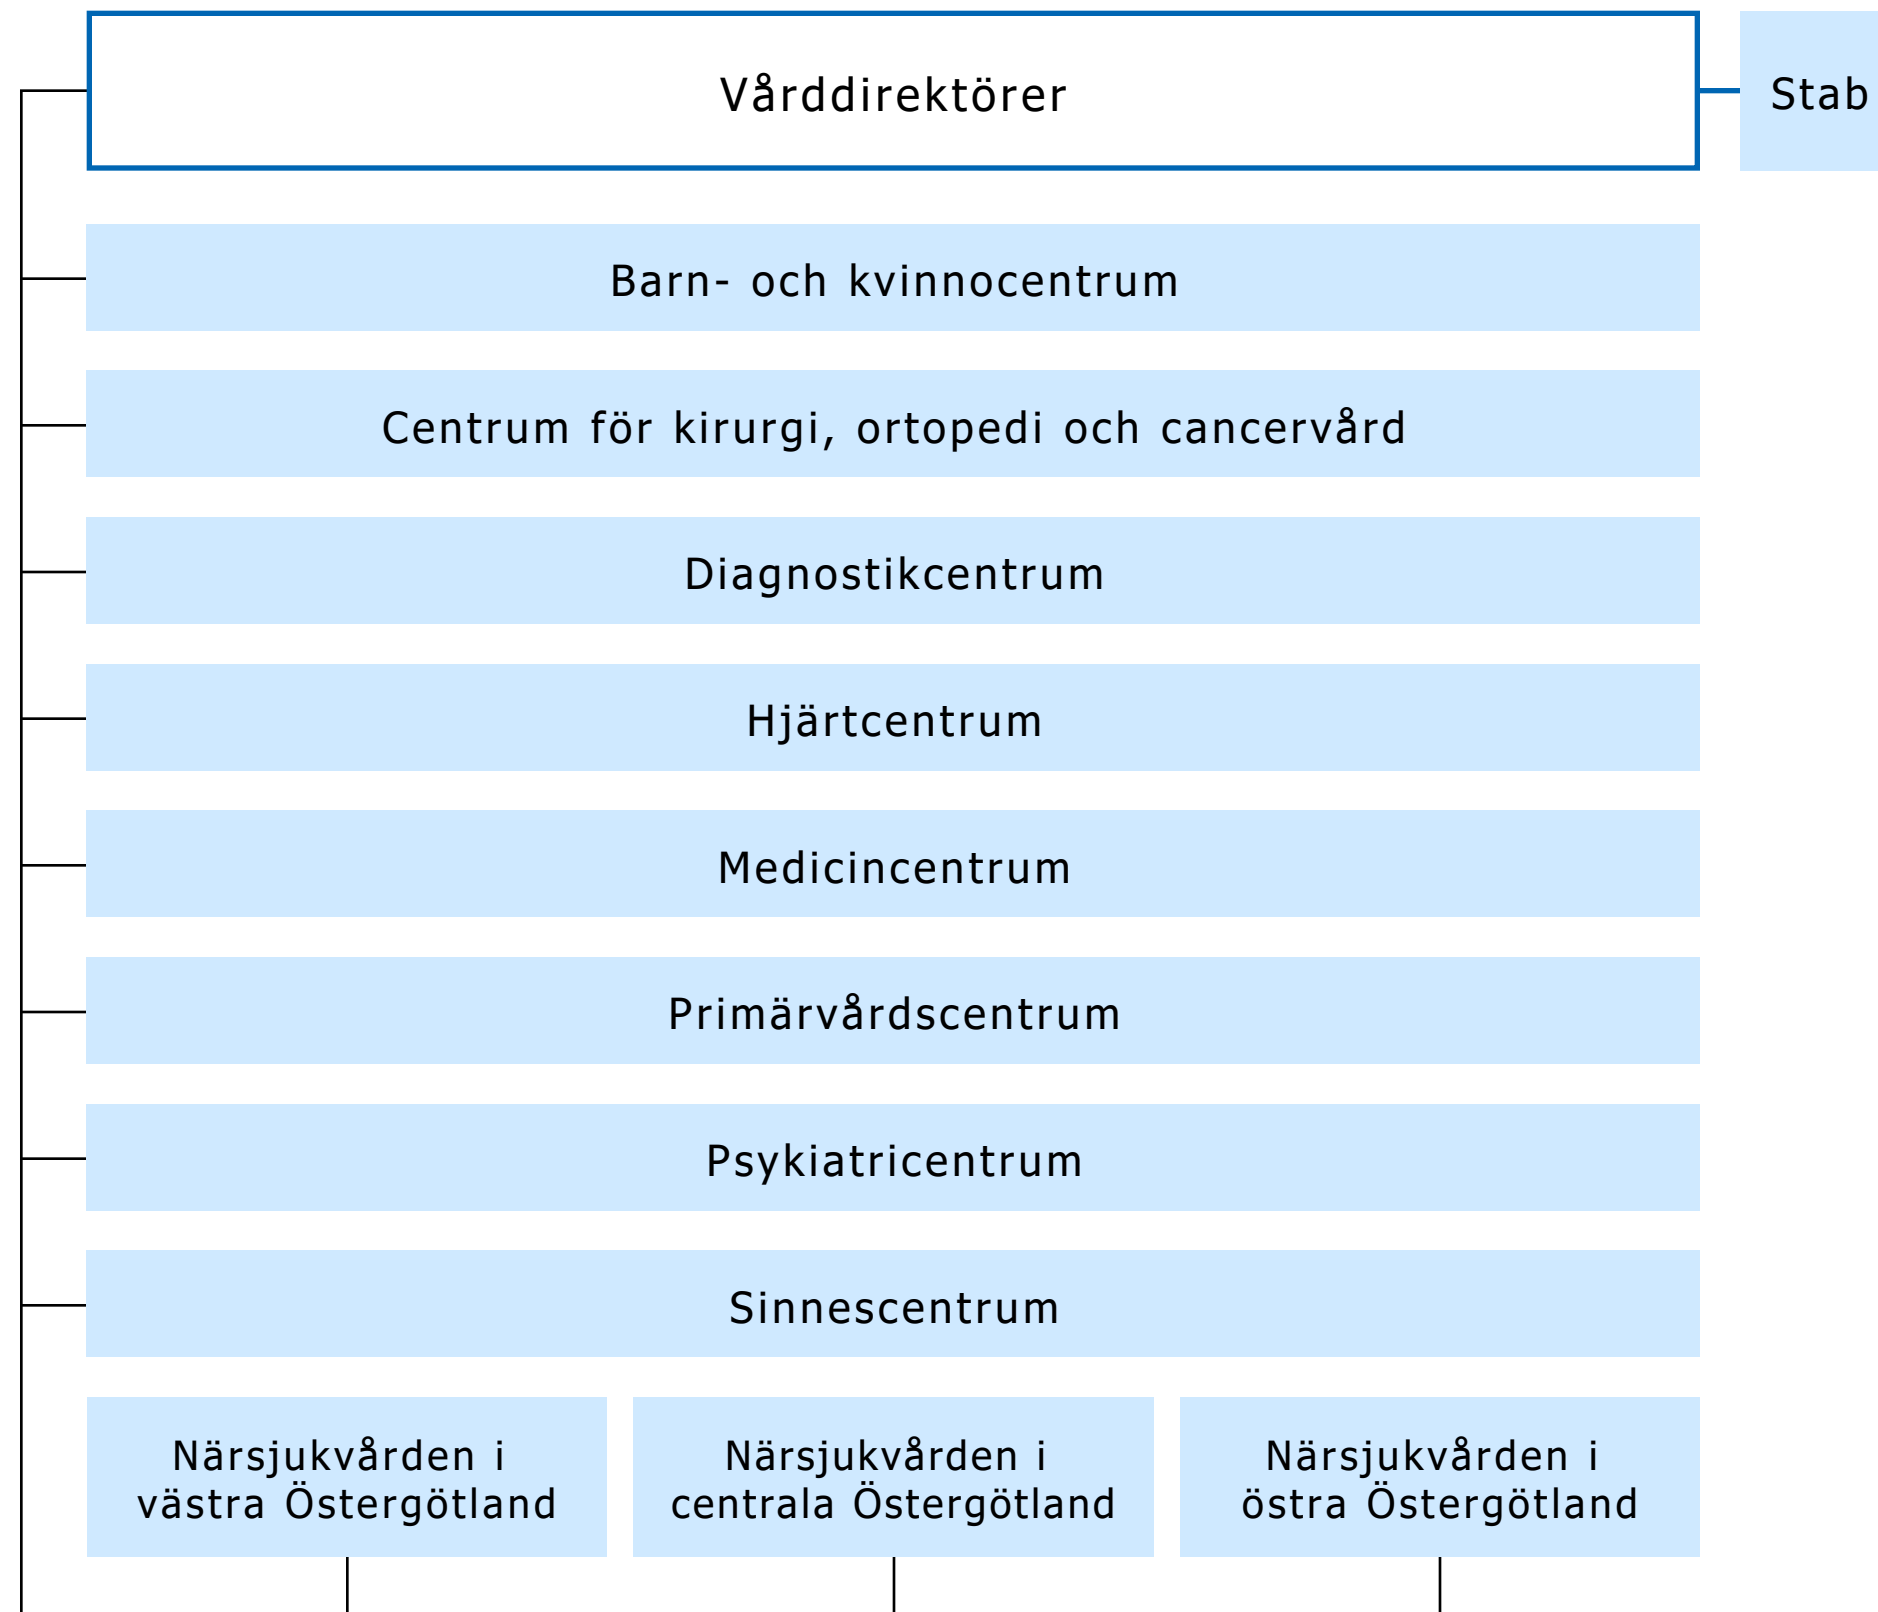 Vårddirektörer
Stab
Barn- och kvinnocentrum
Centrum för kirurgi, ortopedi och cancervård
Diagnostikcentrum
Hjärtcentrum
Medicincentrum
Primärvårdscentrum
Psykiatricentrum
Sinnescentrum
Närsjukvården i
västra Östergötland
Närsjukvården i
centrala Östergötland
Närsjukvården i
östra Östergötland